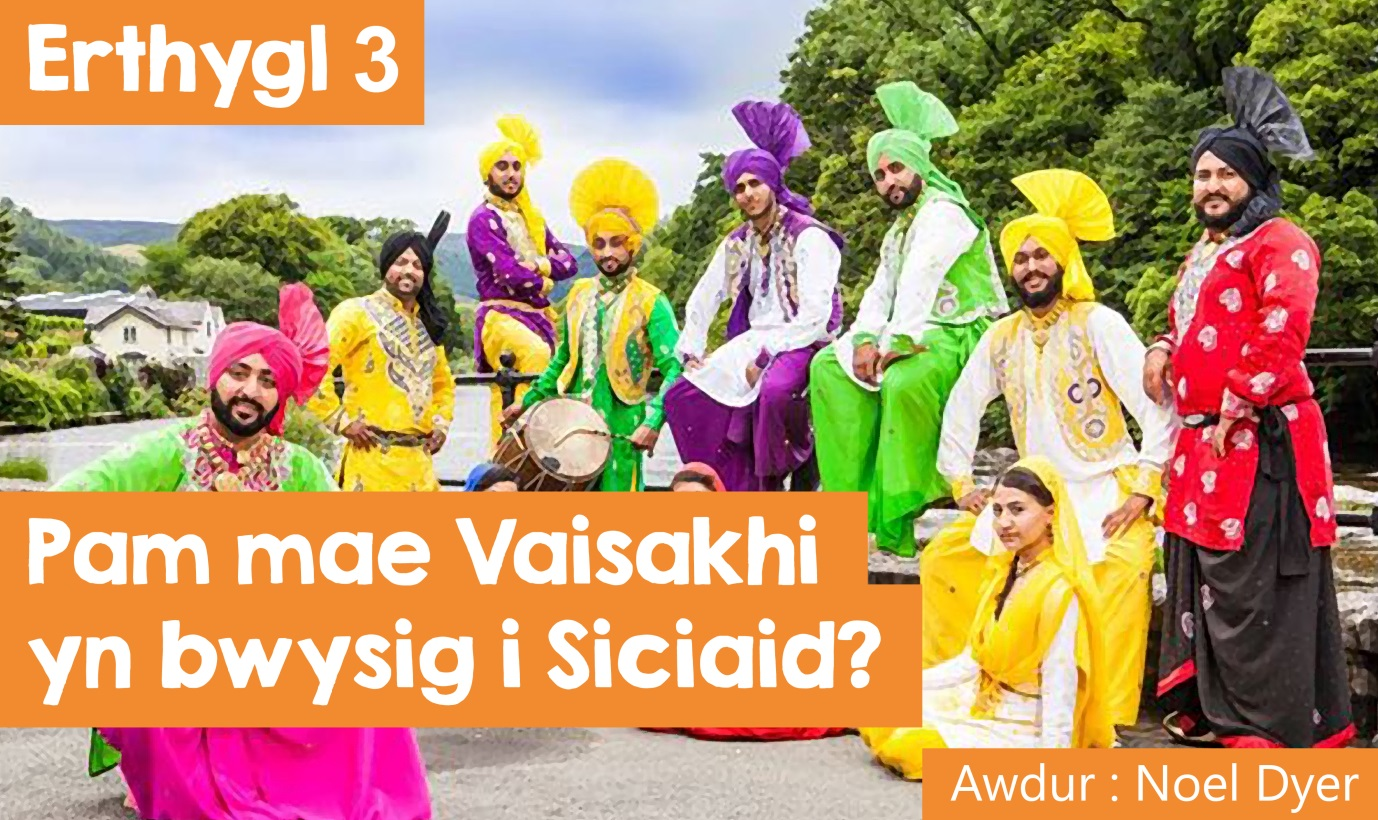 Erthygl 3
Pam mae Vaisakhi
yn bwysig i Siciaid?
Awdur : Noel Dyer